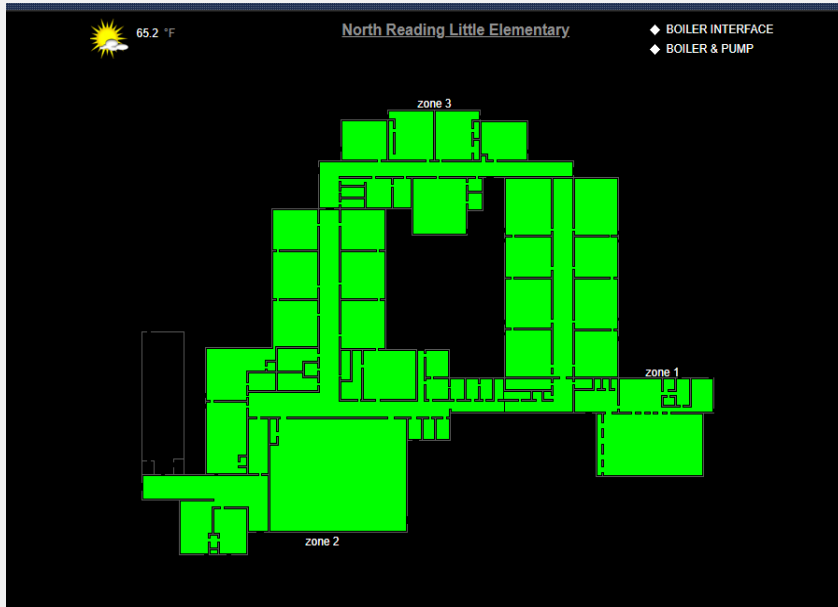 65.2 °F
North Reading Little Elementary
BOILER INTERFACE
BOILER & PUMP
zone 3
zone 1
zone 2